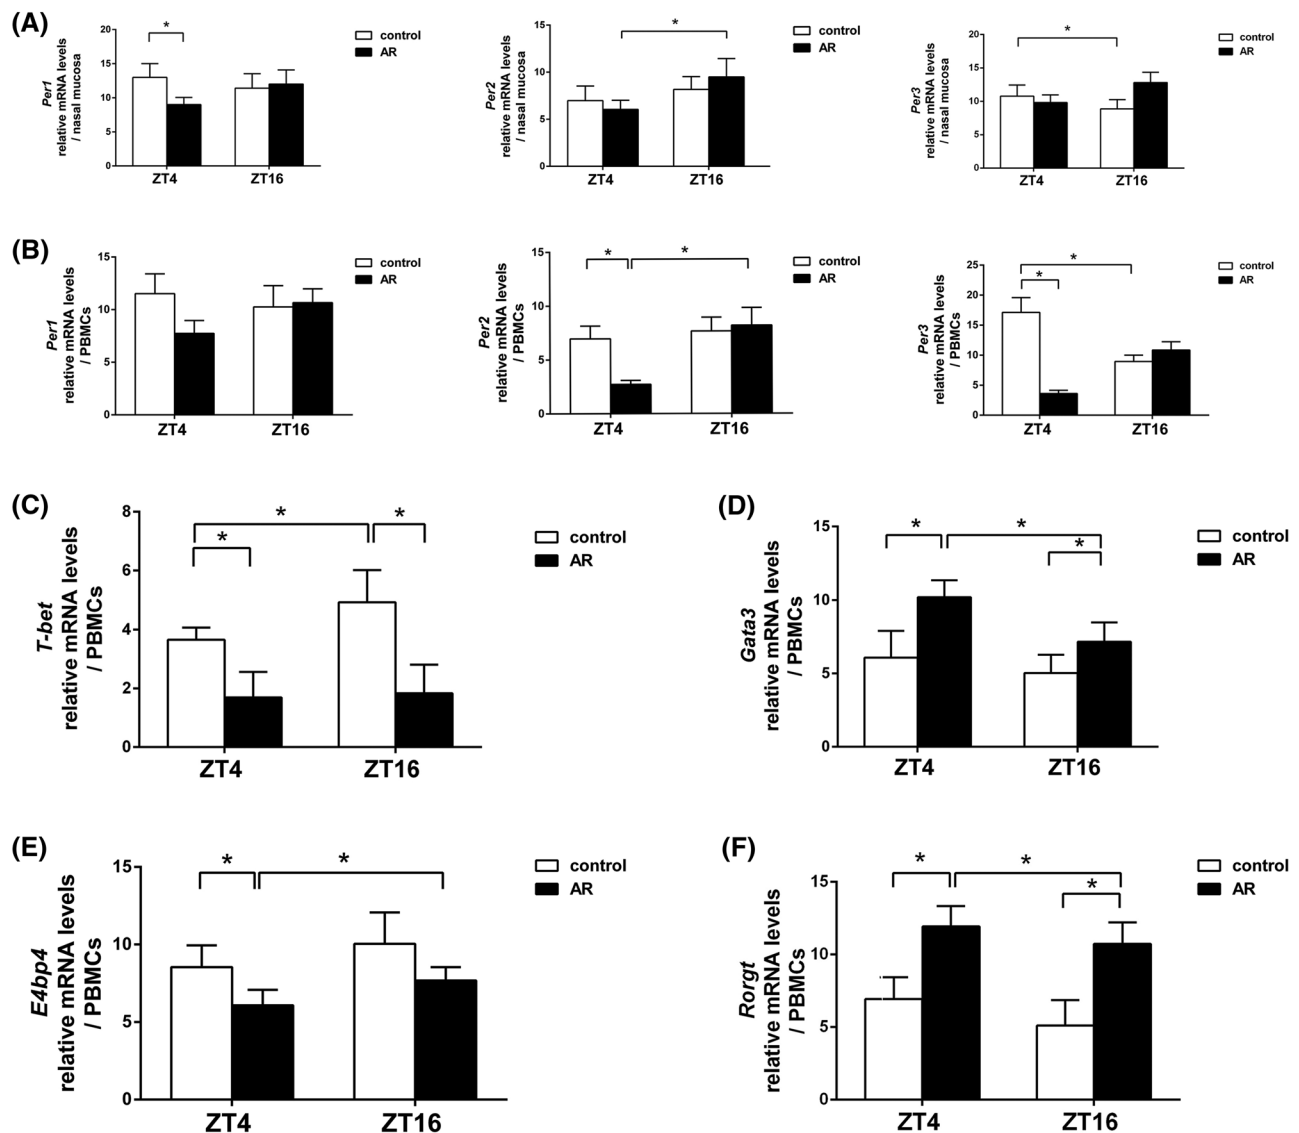 (A)
Per1
relative mRNA levels
/ nasal mucosa
20
15
10
5
0
*
ZT4 ZT16
control
AR
Per2
relative mRNA levels
/ nasal mucosa
15
10
5
0
*
ZT4 ZT16
control
AR
Per3
relative mRNA levels
/ nasal mucosa
20
15
10
5
0
*
ZT4 ZT16
control
AR
(B)
Per1
relative mRNA levels
/ PBMCs
15
10
5
0
ZT4 ZT16
control
AR
Per2
relative mRNA levels
/ PBMCs
15
10
5
0
* *
ZT4 ZT16
control
AR
Per3
relative mRNA levels
/ PBMCs
25
20
15
10
5
0
*
*
ZT4 ZT16
control
AR
(C)
T-bet
relative mRNA levels
/ PBMCs
8
6
4
2
0
* *
*
ZT4 ZT16
control
AR
(D)
Gata3
relative mRNA levels
/ PBMCs
15
10
5
0
* *
*
ZT4 ZT16
control
AR
(E)
E4bp4
relative mRNA levels
/ PBMCs
15
10
5
0
* *
ZT4 ZT16
control
AR
(F)
Rorgt
relative mRNA levels
/ PBMCs
15
10
5
0
* *
*
ZT4 ZT16
control
AR